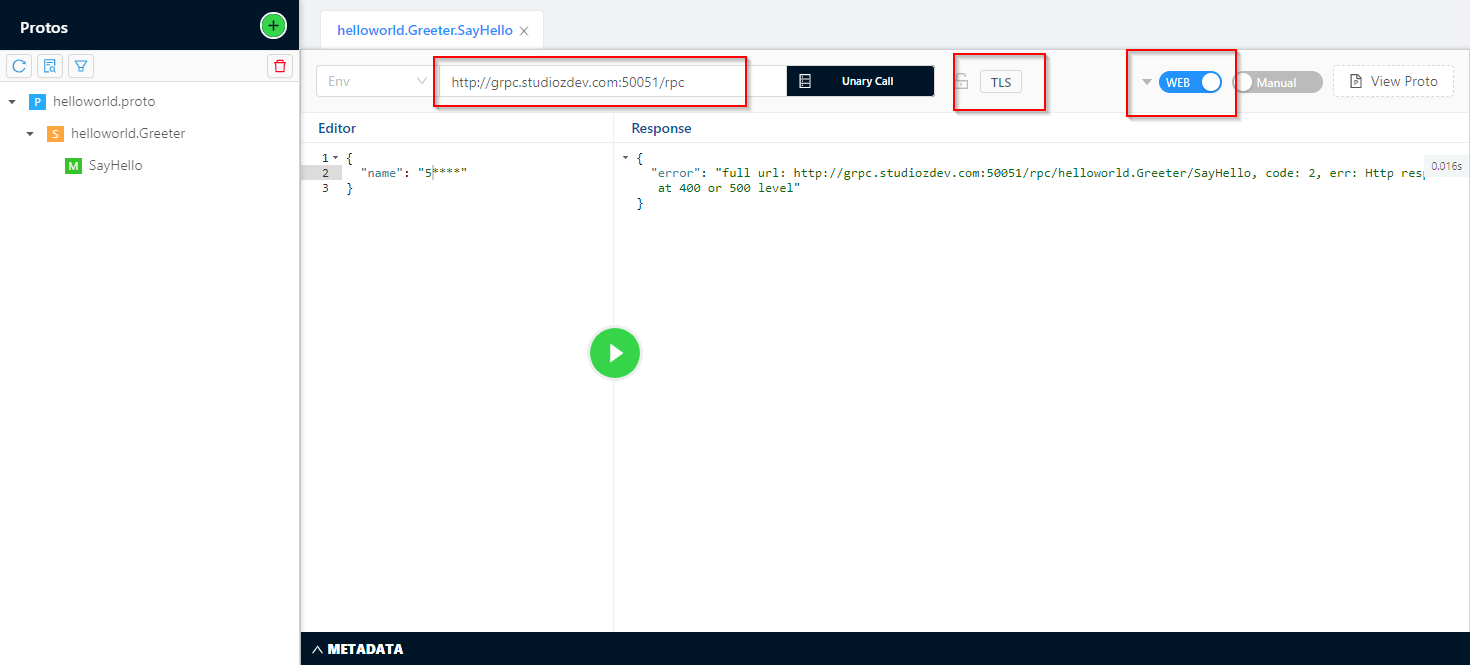 Protos
helloworld.Greeter.SayHello
Env
http://grpc.studiozdev.com:50051/rpc
Unary Call
TLS
WEB
Manual
View Proto
P helloworld.proto
S helloworld.Greeter
M SayHello
Editor
1 {
2 "name": "5****"
3 }
Response
{
"error": "full url: http://grpc.studiozdev.com:50051/rpc/helloworld.Greeter/SayHello, code: 2, err: Http resp
at 400 or 500 level"
}
0.016s
METADATA